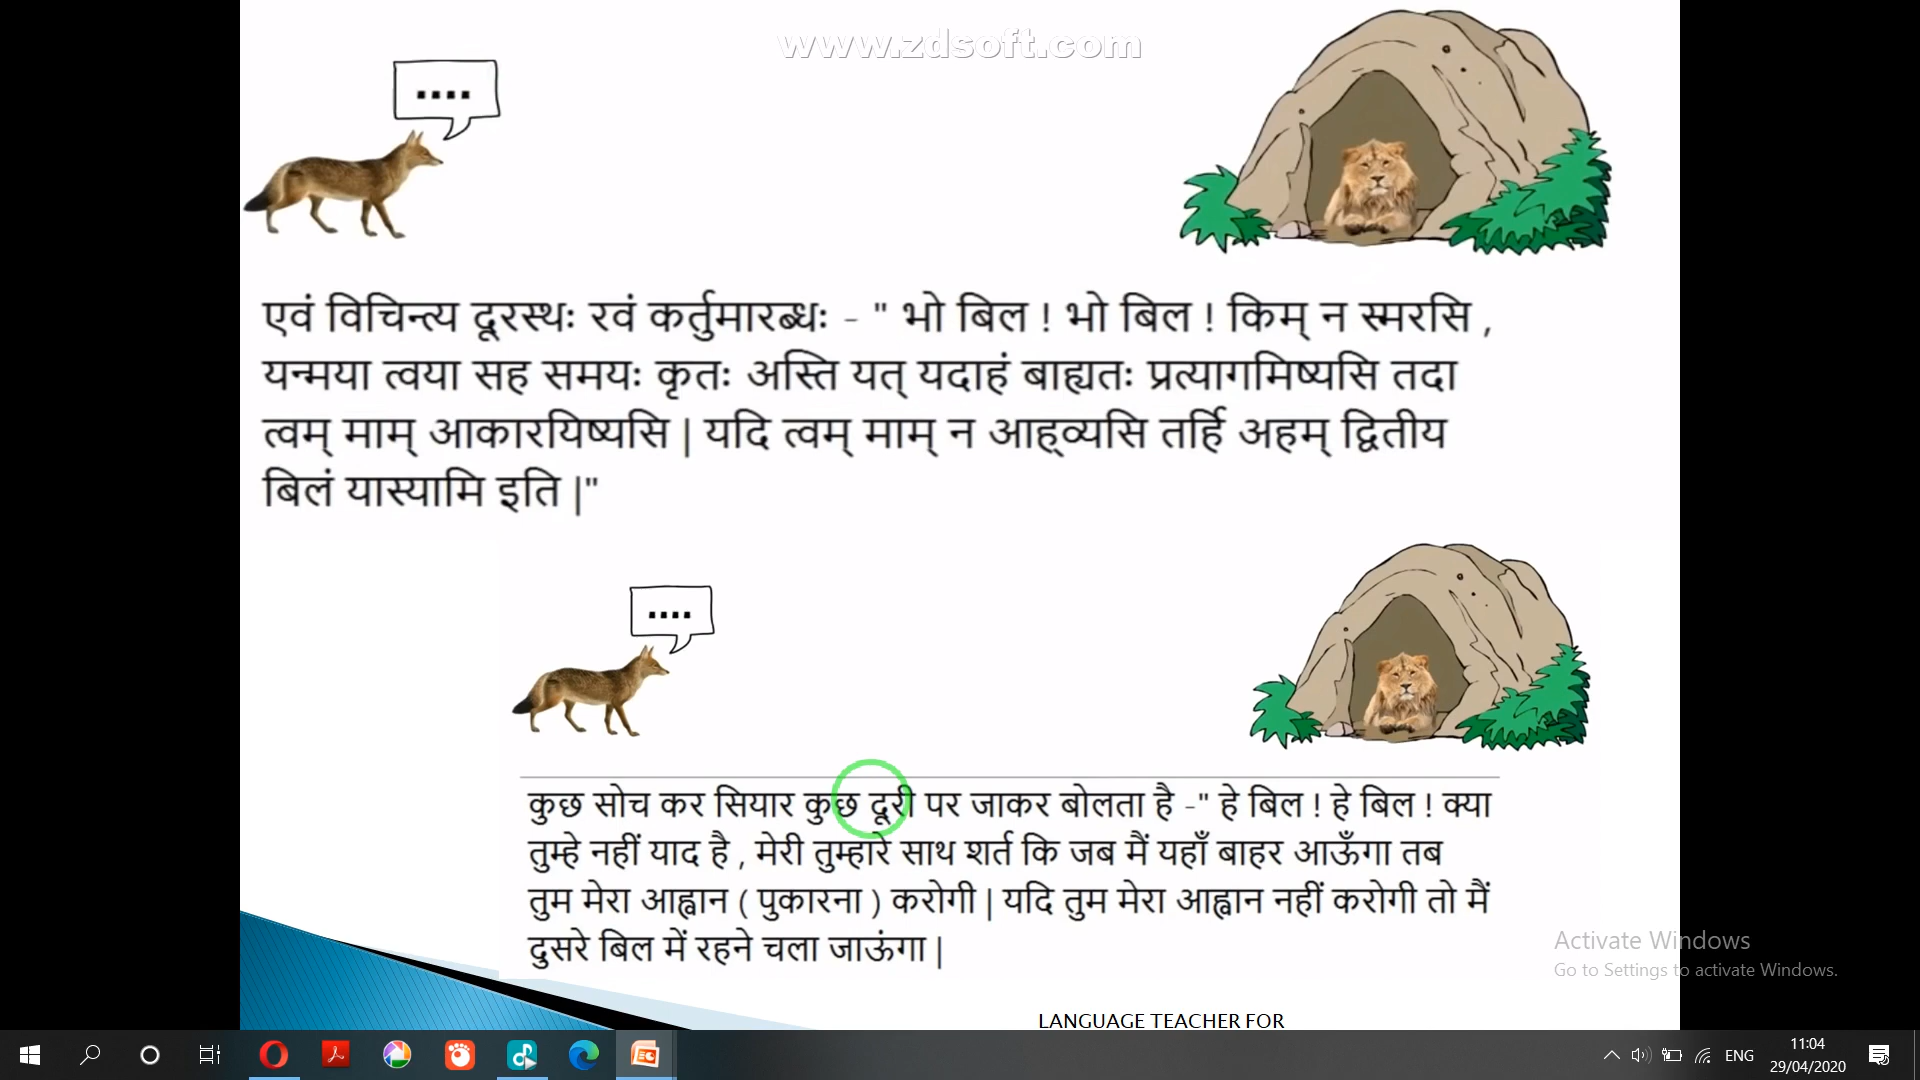 www.zdsoft.com
....
एवं विचिन्त्य दूरस्थः रवं कर्तुमारब्धः - " भो बिल ! भो बिल ! किम् न स्मरसि ,
यन्मया त्वया सह समयः कृतः अस्ति यत् यदाहं बाह्यतः प्रत्यागमिष्यसि तदा
त्वम् माम् आकारयिष्यसि | यदि त्वम् माम् न आह्व्यसि तर्हि अहम् द्वितीय
बिलं यास्यामि इति |"
....
कुछ सोच कर सियार कुछ दूरी पर जाकर बोलता है -" हे बिल ! हे बिल ! क्या
तुम्हे नहीं याद है , मेरी तुम्हारे साथ शर्त कि जब मैं यहाँ बाहर आऊँगा तब
तुम मेरा आह्वान ( पुकारना ) करोगी | यदि तुम मेरा आह्वान नहीं करोगी तो मैं
दुसरे बिल में रहने चला जाऊंगा |
Activate Windows
Go to Settings to activate Windows.
LANGUAGE TEACHER FOR
ENG
11:04
29/04/2020